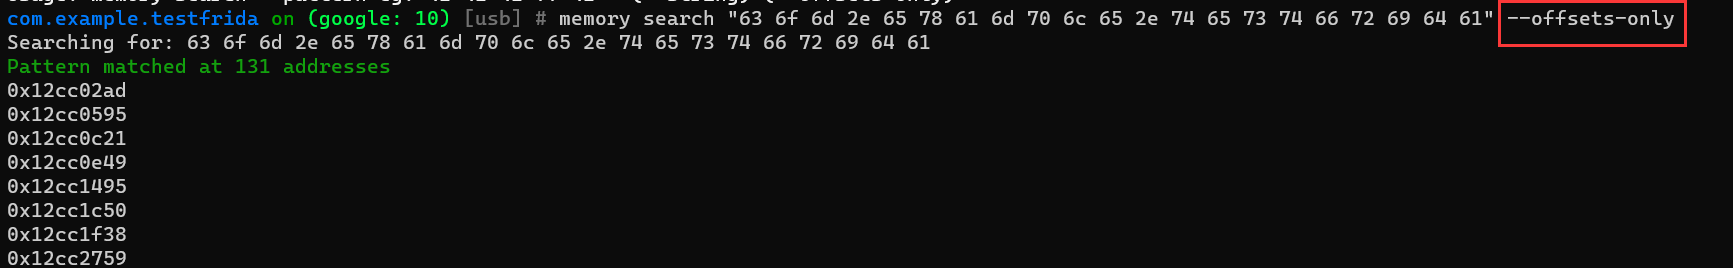 com.example.testfrida on (google: 10) [usb] # memory search "63 6f 6d 2e 65 78 61 6d 70 6c 65 2e 74 65 73 74 66 72 69 64 61" --offsets-only
Searching for: 63 6f 6d 2e 65 78 61 6d 70 6c 65 2e 74 65 73 74 66 72 69 64 61
Pattern matched at 131 addresses
0x12cc02ad
0x12cc0595
0x12cc0c21
0x12cc0e49
0x12cc1495
0x12cc1c50
0x12cc1f38
0x12cc2759